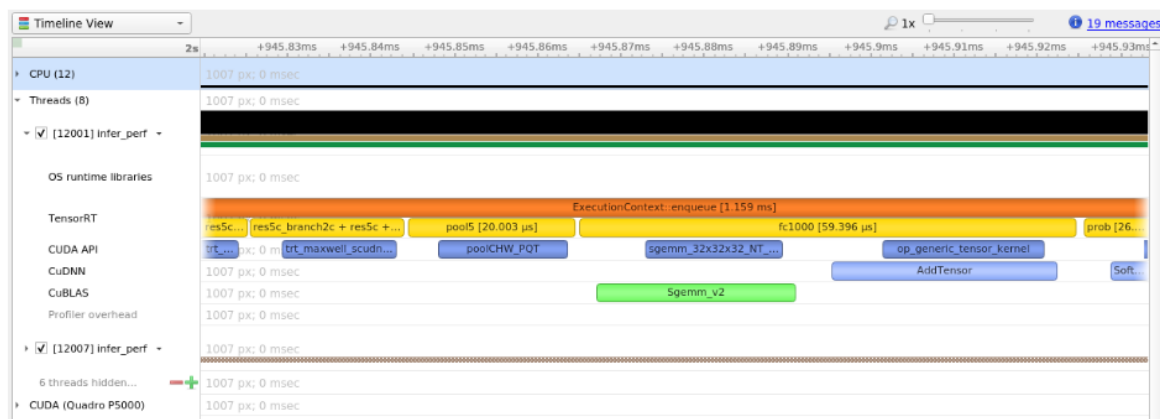 Timeline View
1x
19 messages
2s
+945.83ms +945.84ms +945.85ms +945.86ms +945.87ms +945.88ms +945.89ms +945.9ms +945.91ms +945.92ms +945.93ms
CPU (12)
1007 px; 0 msec
Threads (8)
1007 px; 0 msec
[12001] infer_perf
OS runtime libraries
1007 px; 0 msec
ExecutionContext::enqueue [1.159 ms]
TensorRT
res5c... res5c_branch2c + res5c +... pool5 [20.003 µs] fc1000 [59.396 µs] prob [26....
CUDA API
trt_... px; 0 m trt_maxwell_scudn... poolCHW_PQT sgemm_32x32x32_NT_... op_generic_tensor_kernel
CuDNN
1007 px; 0 msec
AddTensor Soft...
CuBLAS
1007 px; 0 msec
Sgemm_v2
Profiler overhead
1007 px; 0 msec
[12007] infer_perf
1007 px; 0 msec
6 threads hidden...
1007 px; 0 msec
CUDA (Quadro P5000)
1007 px; 0 msec